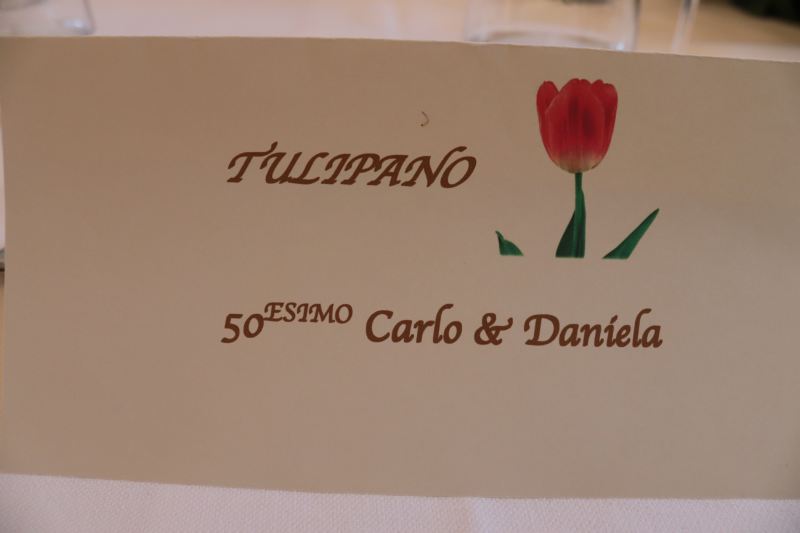 TULIPANO
50ESIMO Carlo & Daniela